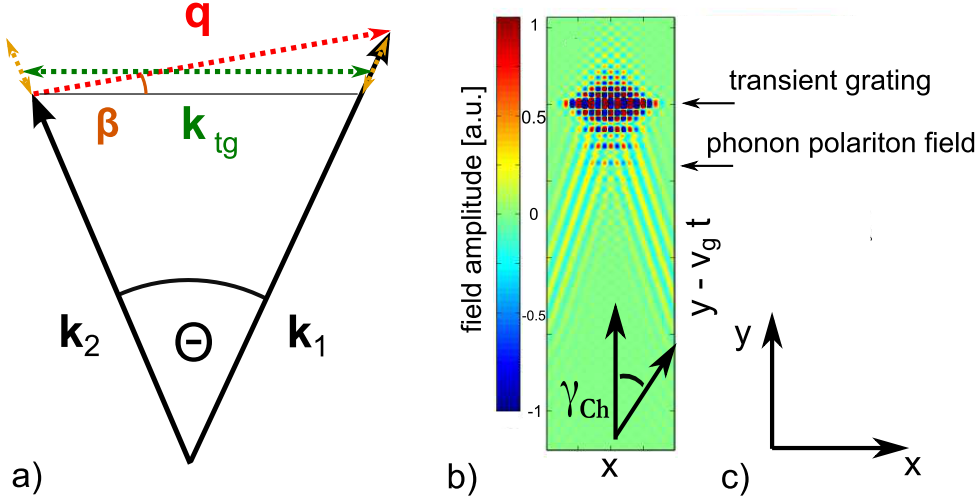 q
β
k tg
k2
Θ
k1
a)
field amplitude [a.u.]
1
0.5
0
-0.5
-1
transient grating
phonon polariton field
y - vg t
γCh
x
b)
y
x
c)